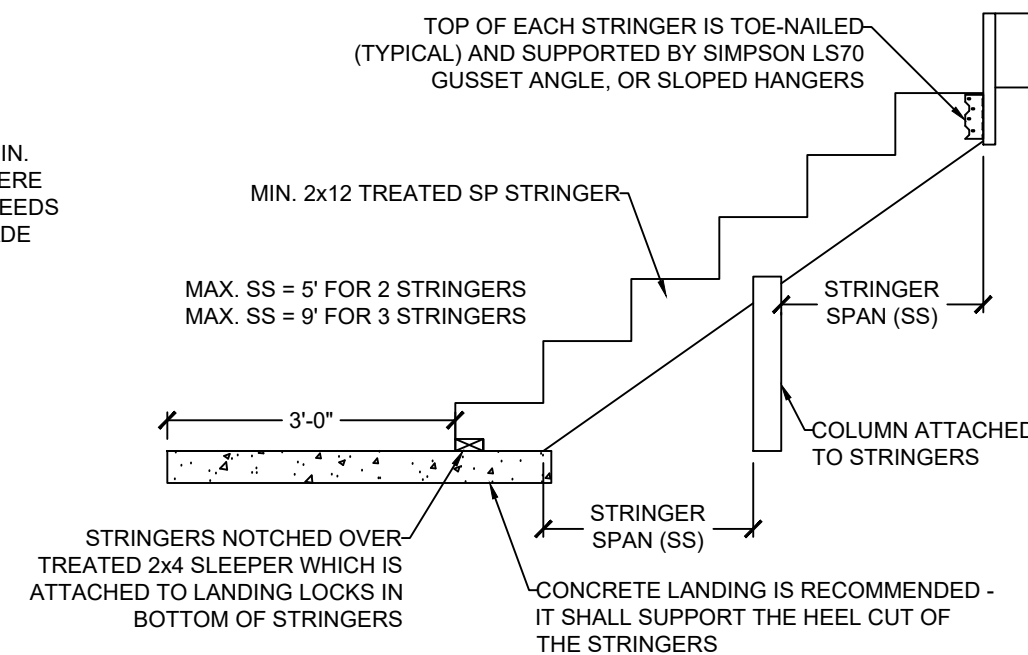 TOP OF EACH STRINGER IS TOE-NAILED
(TYPICAL) AND SUPPORTED BY SIMPSON LS70
GUSSET ANGLE, OR SLOPED HANGERS
IN.
ERE
EEDS
ADE
MIN. 2x12 TREATED SP STRINGER
MAX. SS = 5' FOR 2 STRINGERS
MAX. SS = 9' FOR 3 STRINGERS
STRINGER
SPAN (SS)
3'-0"
COLUMN ATTACHED
TO STRINGERS
STRINGER
SPAN (SS)
STRINGERS NOTCHED OVER
TREATED 2x4 SLEEPER WHICH IS
ATTACHED TO LANDING LOCKS IN
BOTTOM OF STRINGERS
CONCRETE LANDING IS RECOMMENDED -
IT SHALL SUPPORT THE HEEL CUT OF
THE STRINGERS